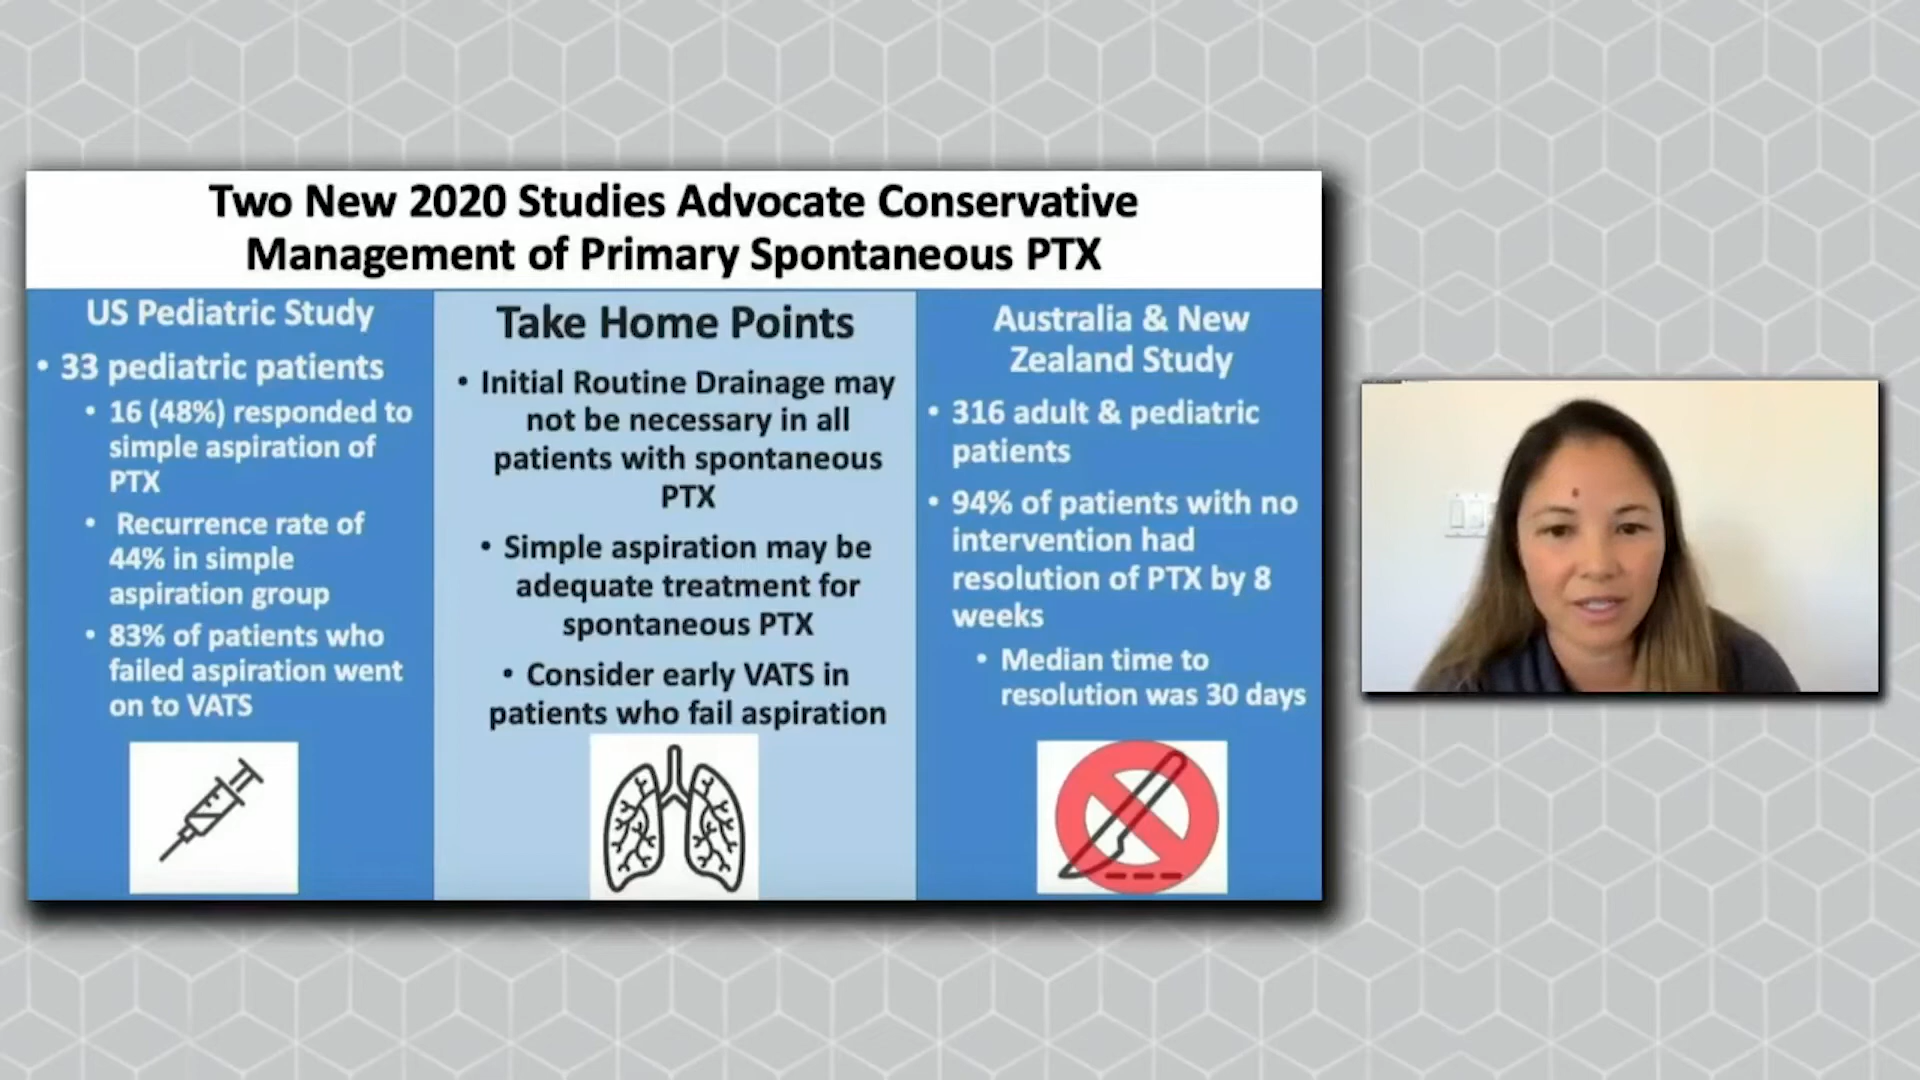 Two New 2020 Studies Advocate Conservative
Management of Primary Spontaneous PTX
US Pediatric Study
• 33 pediatric patients
• 16 (48%) responded to
simple aspiration of
PTX
• Recurrence rate of
44% in simple
aspiration group
• 83% of patients who
failed aspiration went
on to VATS
Take Home Points
• Initial Routine Drainage may
not be necessary in all
patients with spontaneous
PTX
• Simple aspiration may be
adequate treatment for
spontaneous PTX
• Consider early VATS in
patients who fail aspiration
Australia & New
Zealand Study
• 316 adult & pediatric
patients
• 94% of patients with no
intervention had
resolution of PTX by 8
weeks
• Median time to
resolution was 30 days